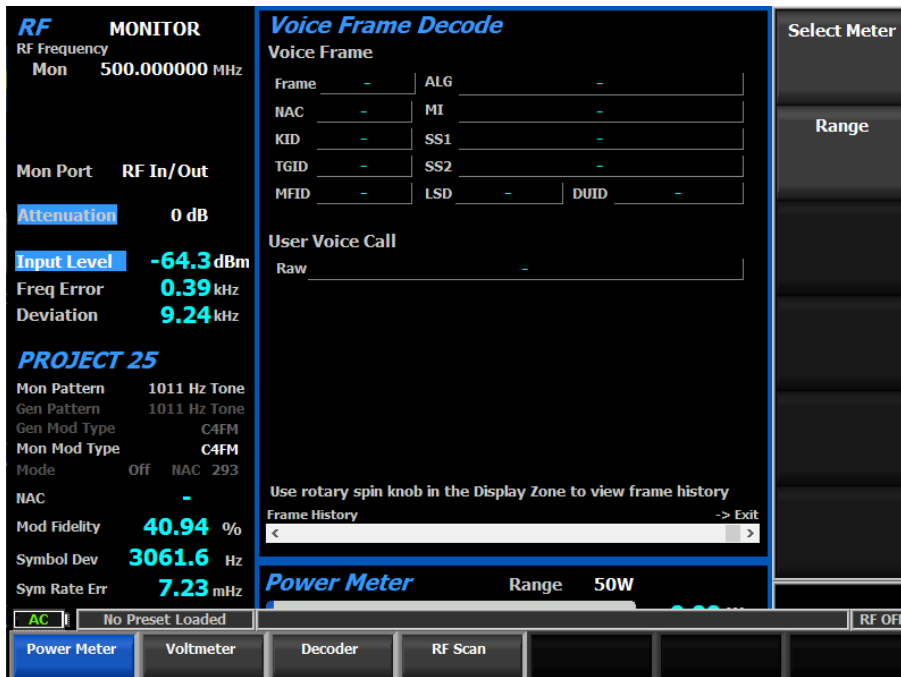 RF MONITOR
RF Frequency
Mon 500.000000 MHz
Mon Port RF In/Out
Attenuation 0 dB
Input Level -64.3 dBm
Freq Error 0.39 kHz
Deviation 9.24 kHz
PROJECT 25
Mon Pattern 1011 Hz Tone
Gen Pattern 1011 Hz Tone
Gen Mod Type C4FM
Mon Mod Type C4FM
Mode Off NAC 293
NAC -
Mod Fidelity 40.94 %
Symbol Dev 3061.6 Hz
Sym Rate Err 7.23 mHz
Voice Frame Decode
Voice Frame
Frame - ALG -
NAC - MI -
KID - SS1 -
TGID - SS2 -
MFID - LSD - DUID -
User Voice Call
Raw -
Use rotary spin knob in the Display Zone to view frame history
Frame History -> Exit
Power Meter Range 50W
Select Meter
Range
AC No Preset Loaded RF OF
Power Meter Voltmeter Decoder RF Scan